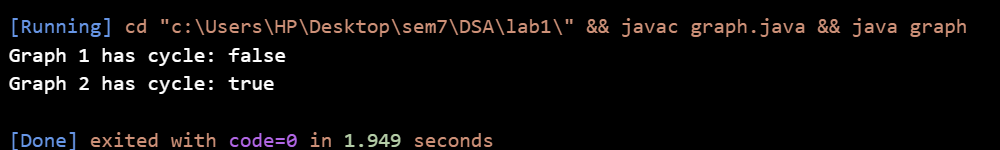 [Running] cd "c:\Users\HP\Desktop\sem7\DSA\lab1\" && javac graph.java && java graph
Graph 1 has cycle: false
Graph 2 has cycle: true
[Done] exited with code=0 in 1.949 seconds